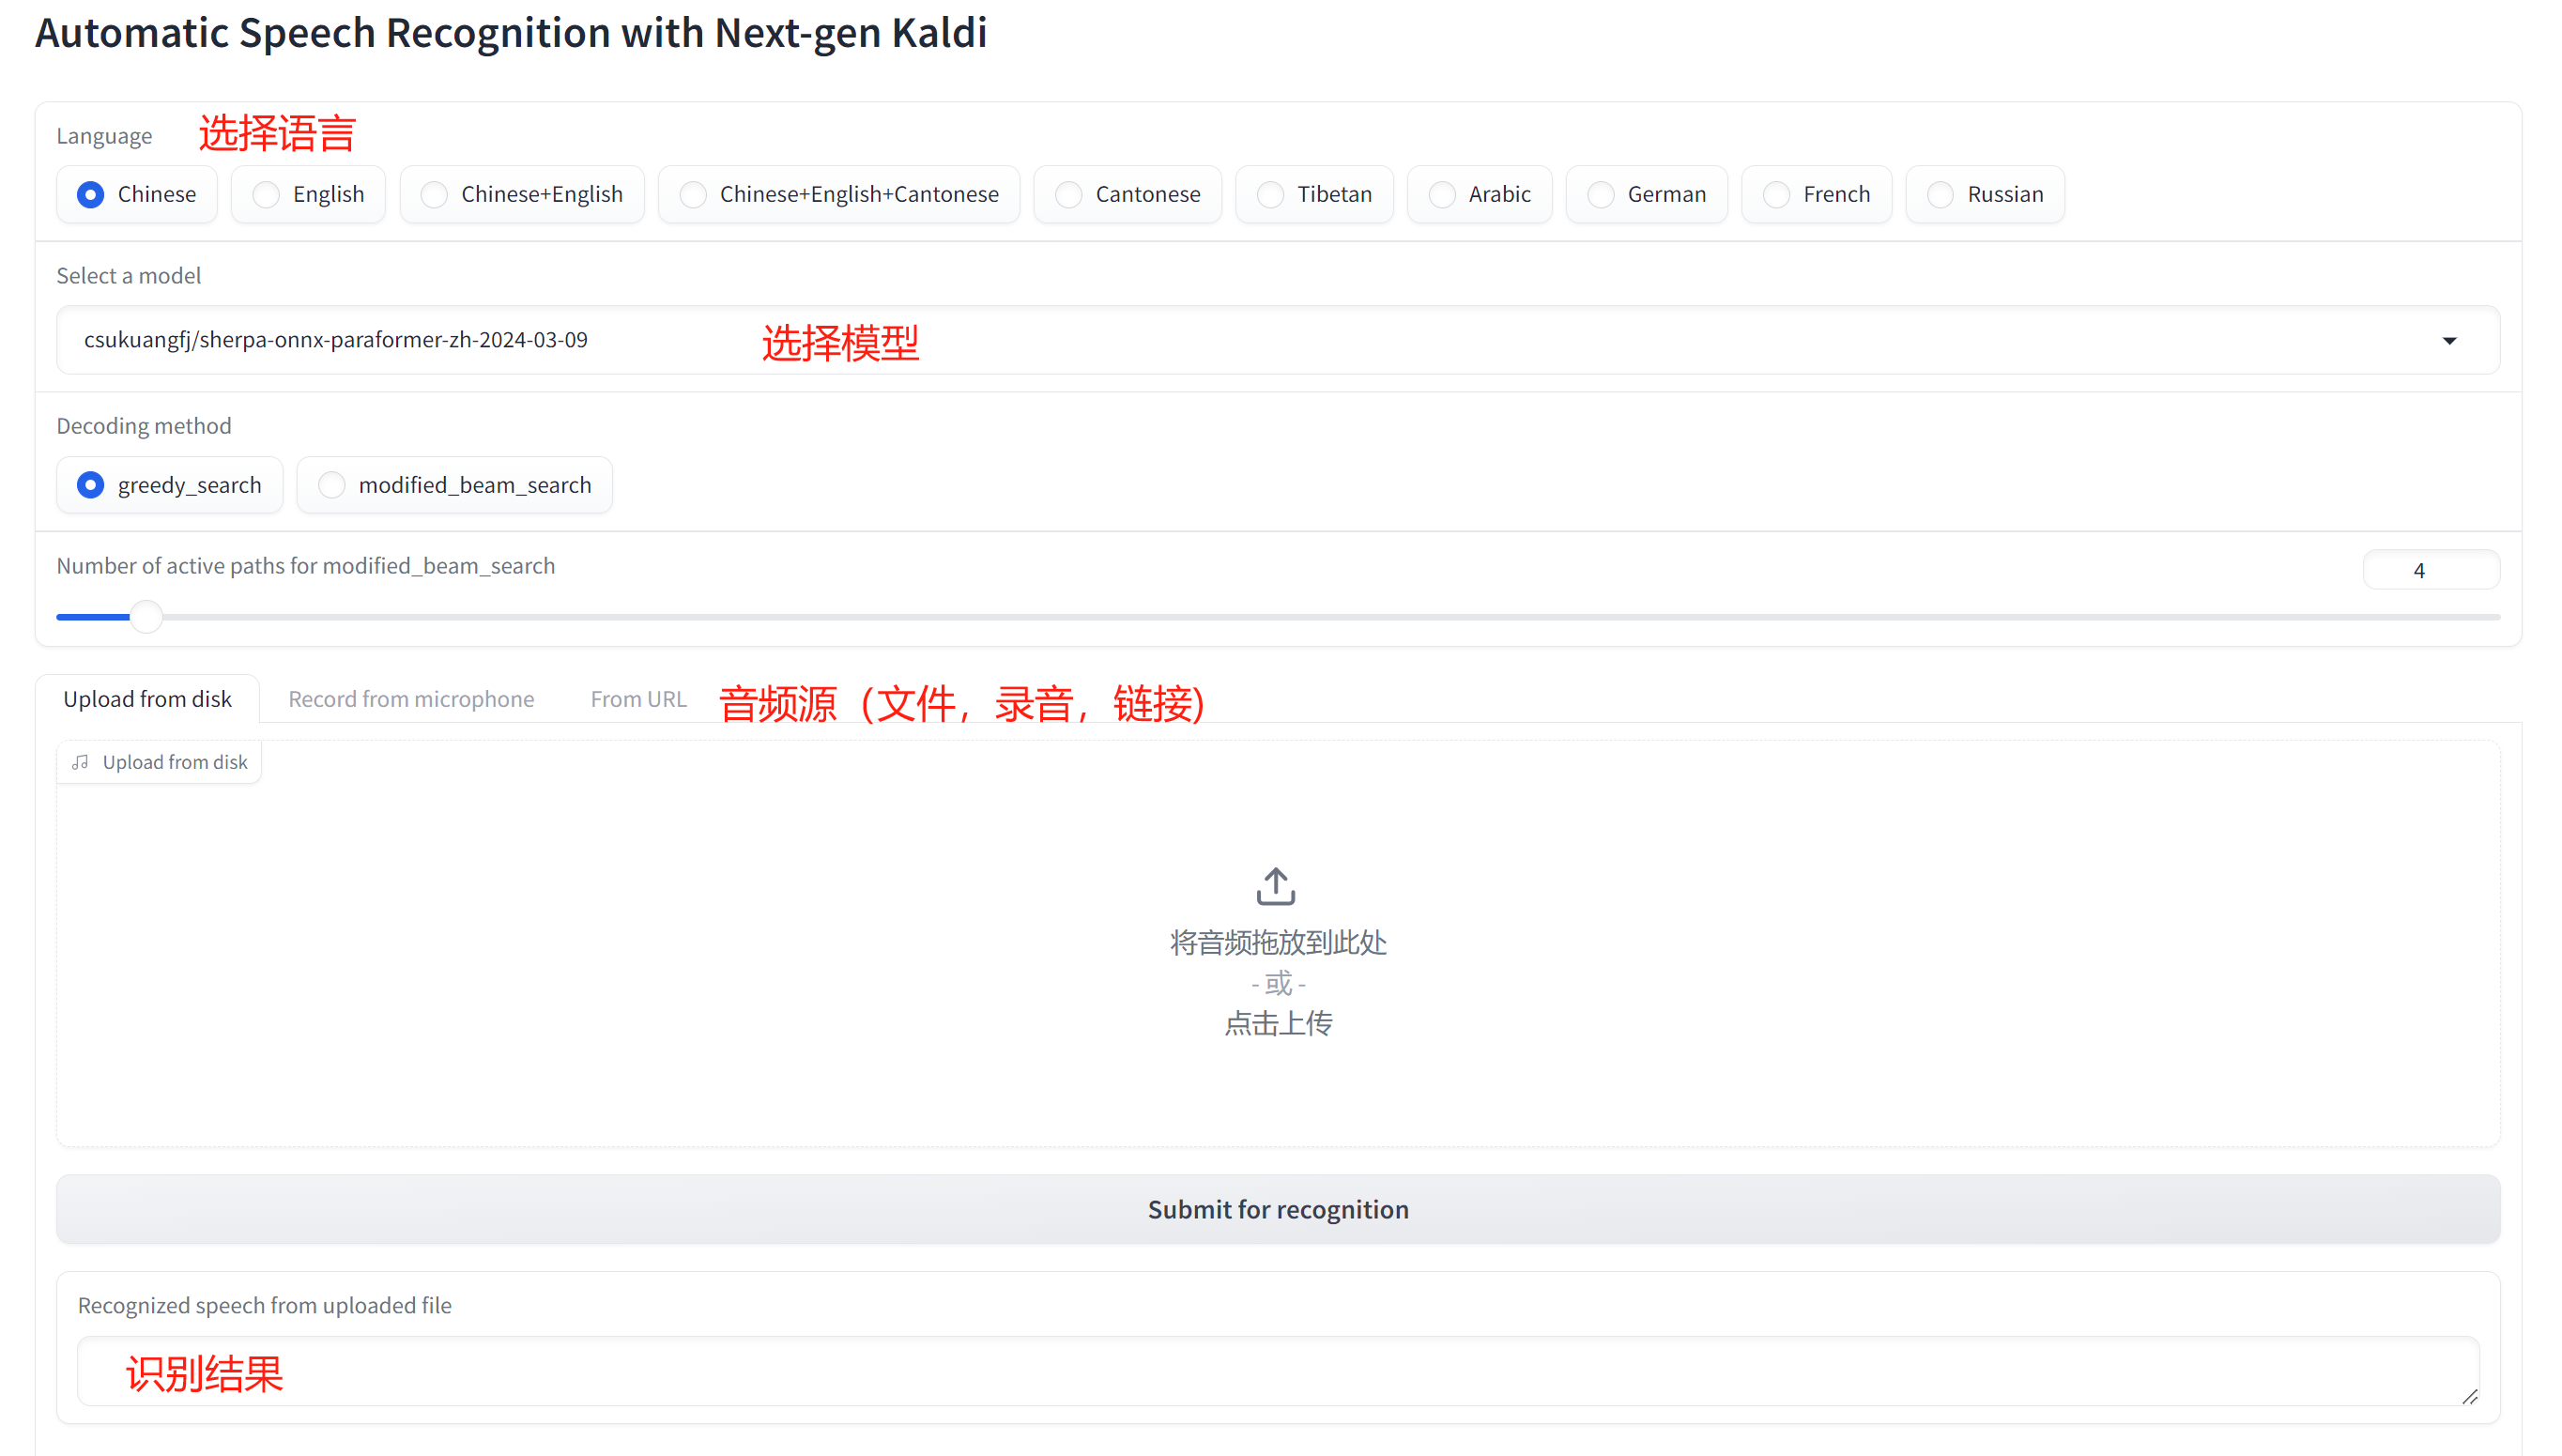 Automatic Speech Recognition with Next-gen Kaldi
Language 选择语言
Chinese English Chinese+English Chinese+English+Cantonese Cantonese Tibetan Arabic German French Russian
Select a model
csukuangfj/sherpa-onnx-paraformer-zh-2024-03-09 选择模型
Decoding method
greedy_search modified_beam_search
Number of active paths for modified_beam_search 4
Upload from disk Record from microphone From URL 音频源（文件，录音，链接)
Upload from disk
将音频拖放到此处
- 或 -
点击上传
Submit for recognition
Recognized speech from uploaded file
识别结果